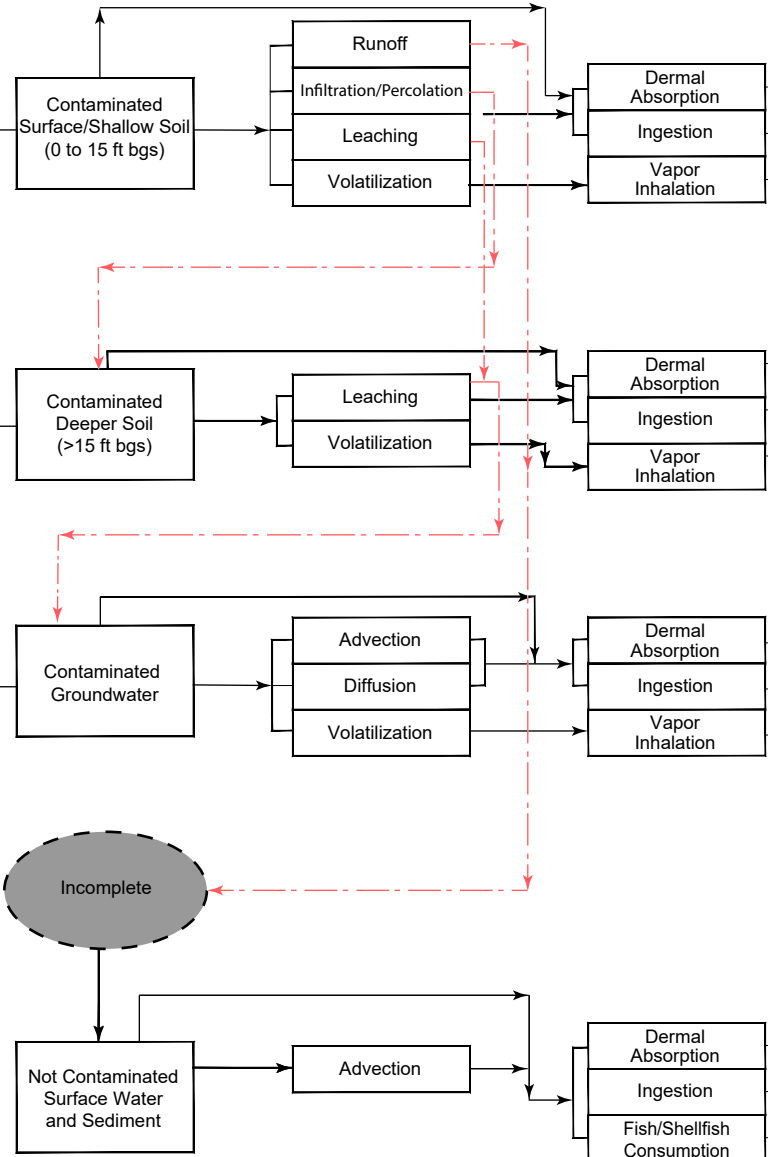 Contaminated
Surface/Shallow Soil
(0 to 15 ft bgs)
Runoff
Infiltration/Percolation
Leaching
Volatilization
Dermal
Absorption
Ingestion
Vapor
Inhalation
Contaminated
Deeper Soil
(>15 ft bgs)
Leaching
Volatilization
Dermal
Absorption
Ingestion
Vapor
Inhalation
Contaminated
Groundwater
Advection
Diffusion
Volatilization
Dermal
Absorption
Ingestion
Vapor
Inhalation
Incomplete
Not Contaminated
Surface Water
and Sediment
Advection
Dermal
Absorption
Ingestion
Fish/Shellfish
Consumption